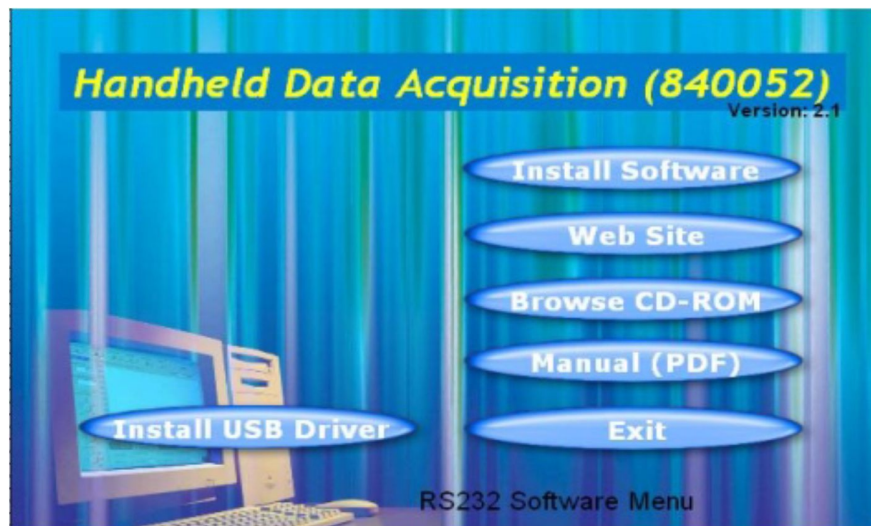 Handheld Data Acquisition (840052)
Version: 2.1
Install Software
Web Site
Browse CD-ROM
Manual (PDF)
Install USB Driver
Exit
RS232 Software Menu